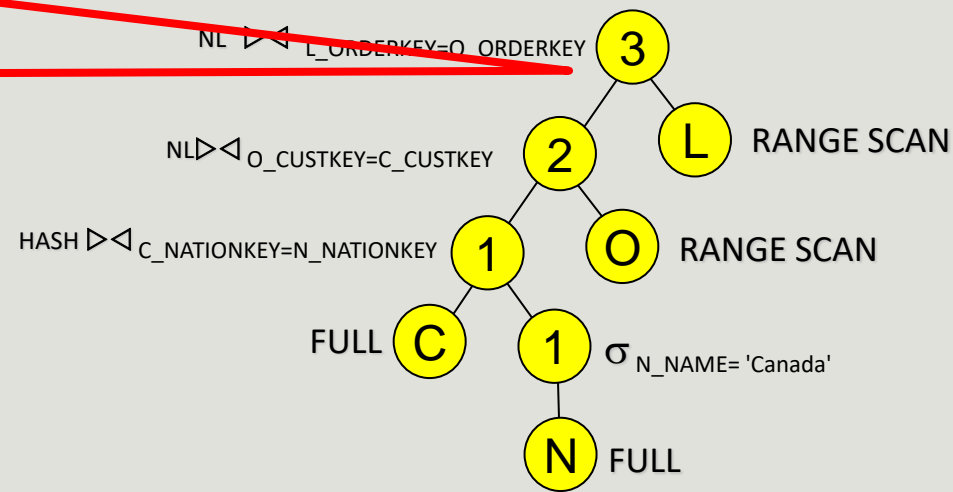 NL ▷◁ L_ORDERKEY=O_ORDERKEY 3
L RANGE SCAN
NL▷◁ O_CUSTKEY=C_CUSTKEY 2
HASH ▷◁ C_NATIONKEY=N_NATIONKEY 1
O RANGE SCAN
FULL C
1 σ N_NAME= 'Canada'
N FULL